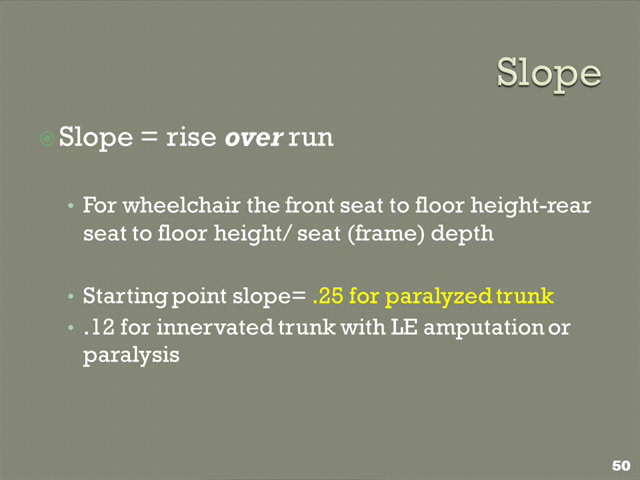 Slope
Slope = rise over run
• For wheelchair the front seat to floor height-rear
seat to floor height/ seat (frame) depth
• Starting point slope= .25 for paralyzed trunk
• .12 for innervated trunk with LE amputation or
paralysis
50